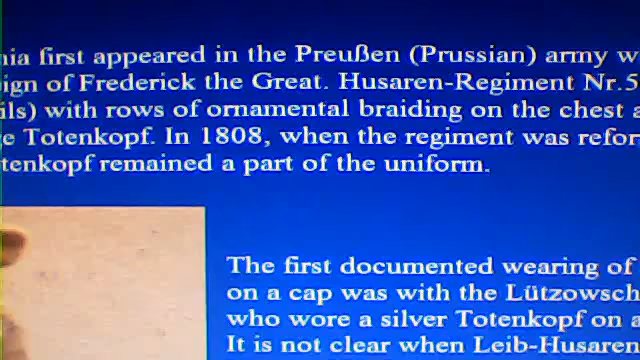 nia first appeared in the Preußen (Prussian) army w
ign of Frederick the Great. Husaren-Regiment Nr.5
ils) with rows of ornamental braiding on the chest a
e Totenkopf. In 1808, when the regiment was refor
tenkopf remained a part of the uniform.
The first documented wearing of
on a cap was with the Lützowsch
who wore a silver Totenkopf on a
It is not clear when Leib-Husaren